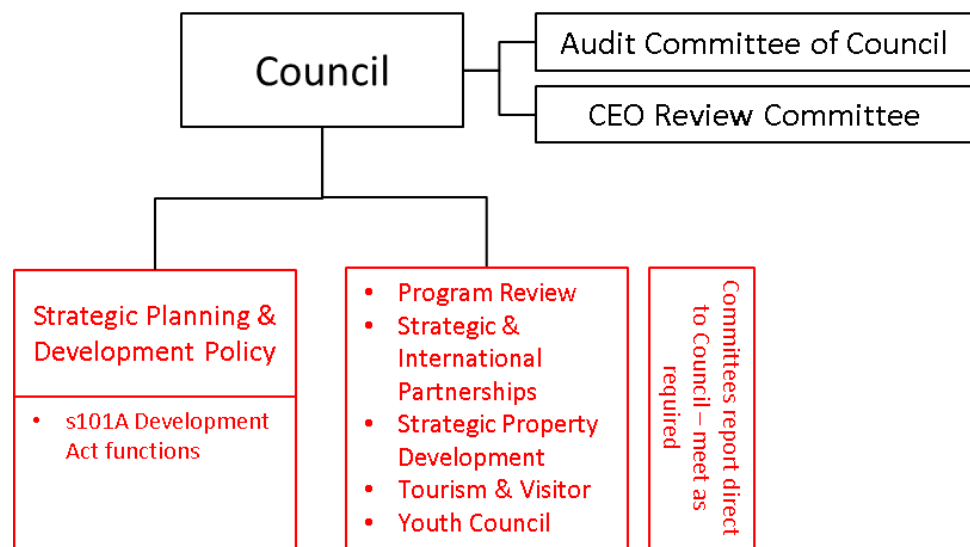 Council
Audit Committee of Council
CEO Review Committee
Strategic Planning &
Development Policy
• s101A Development
Act functions
• Program Review
• Strategic &
International
Partnerships
• Strategic Property
Development
• Tourism & Visitor
• Youth Council
Committees report direct
to Council – meet as
required